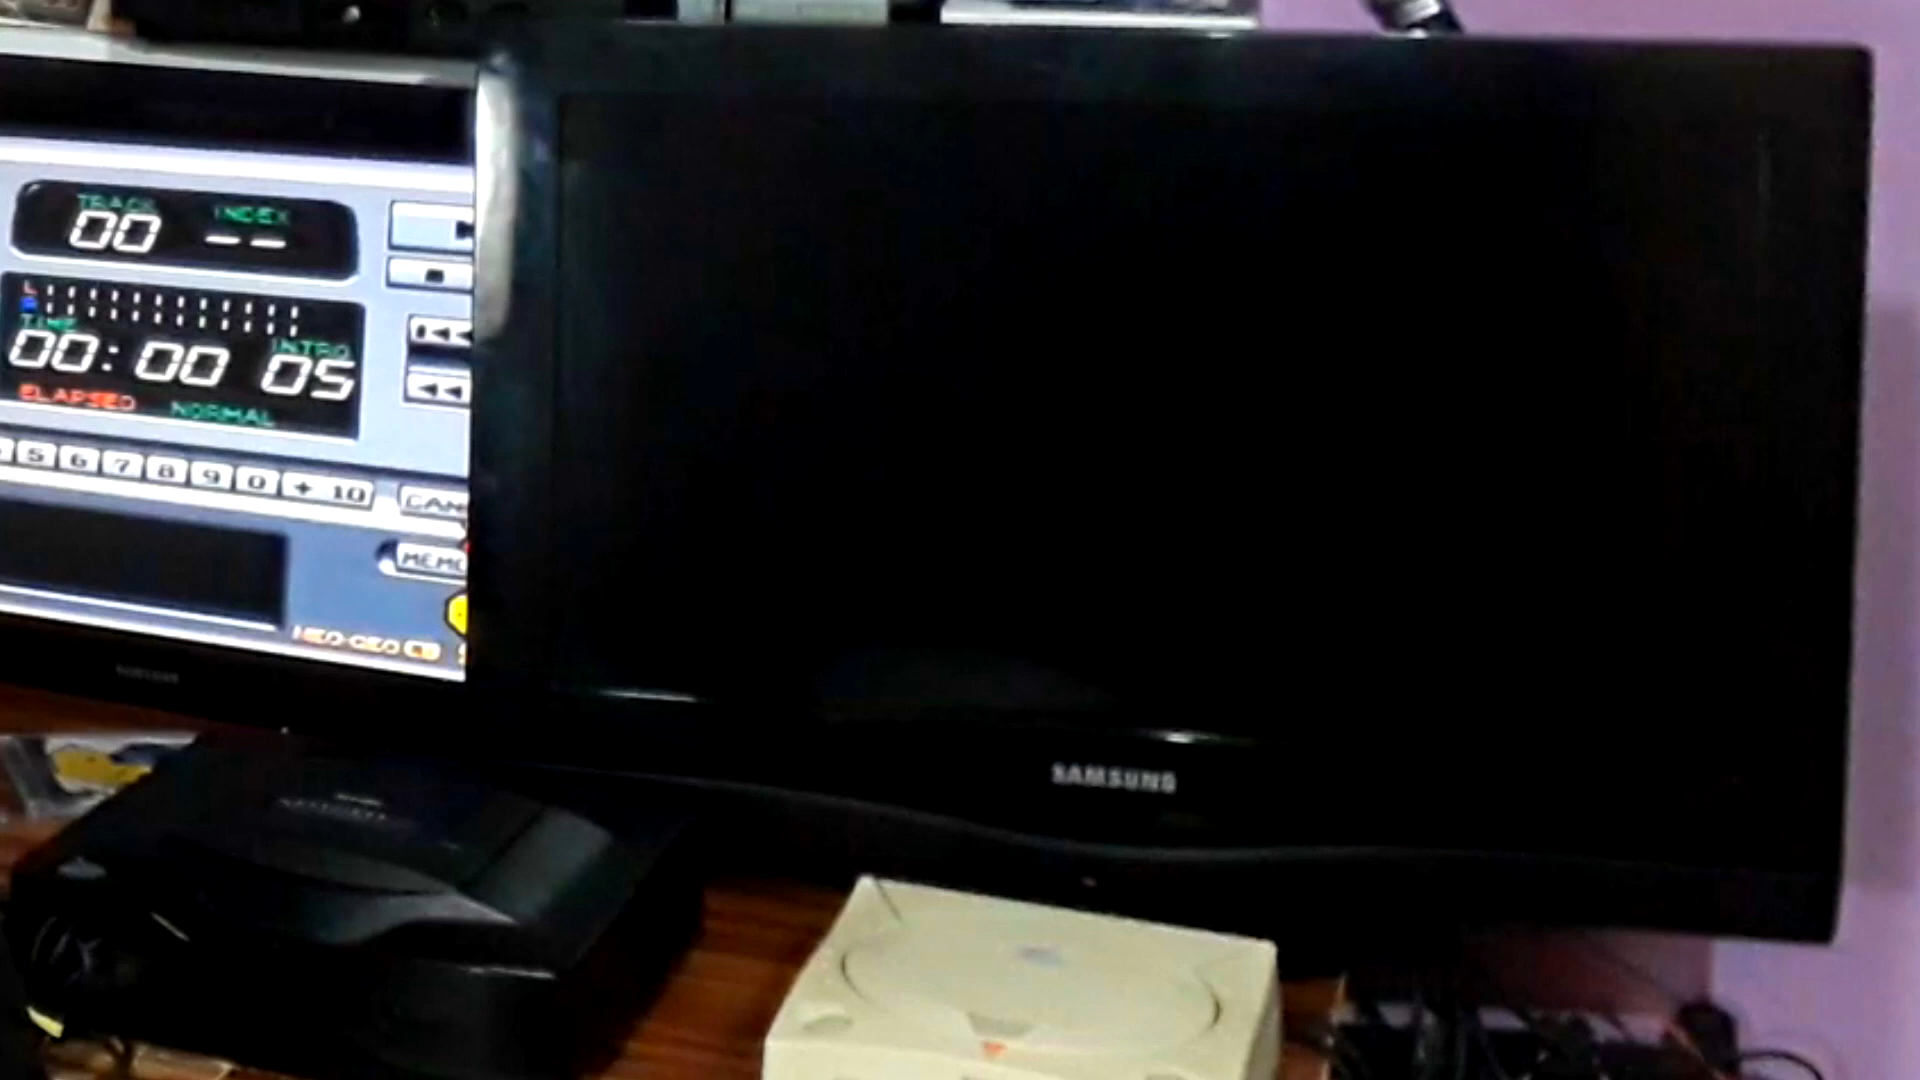 TRACK INDEX
00 --
L
R
TIME INTRO
00:00 05
ELAPSED NORMAL
5 6 7 8 9 0 + 10
NEO·GEO CD
SAMSUNG
SAMSUNG